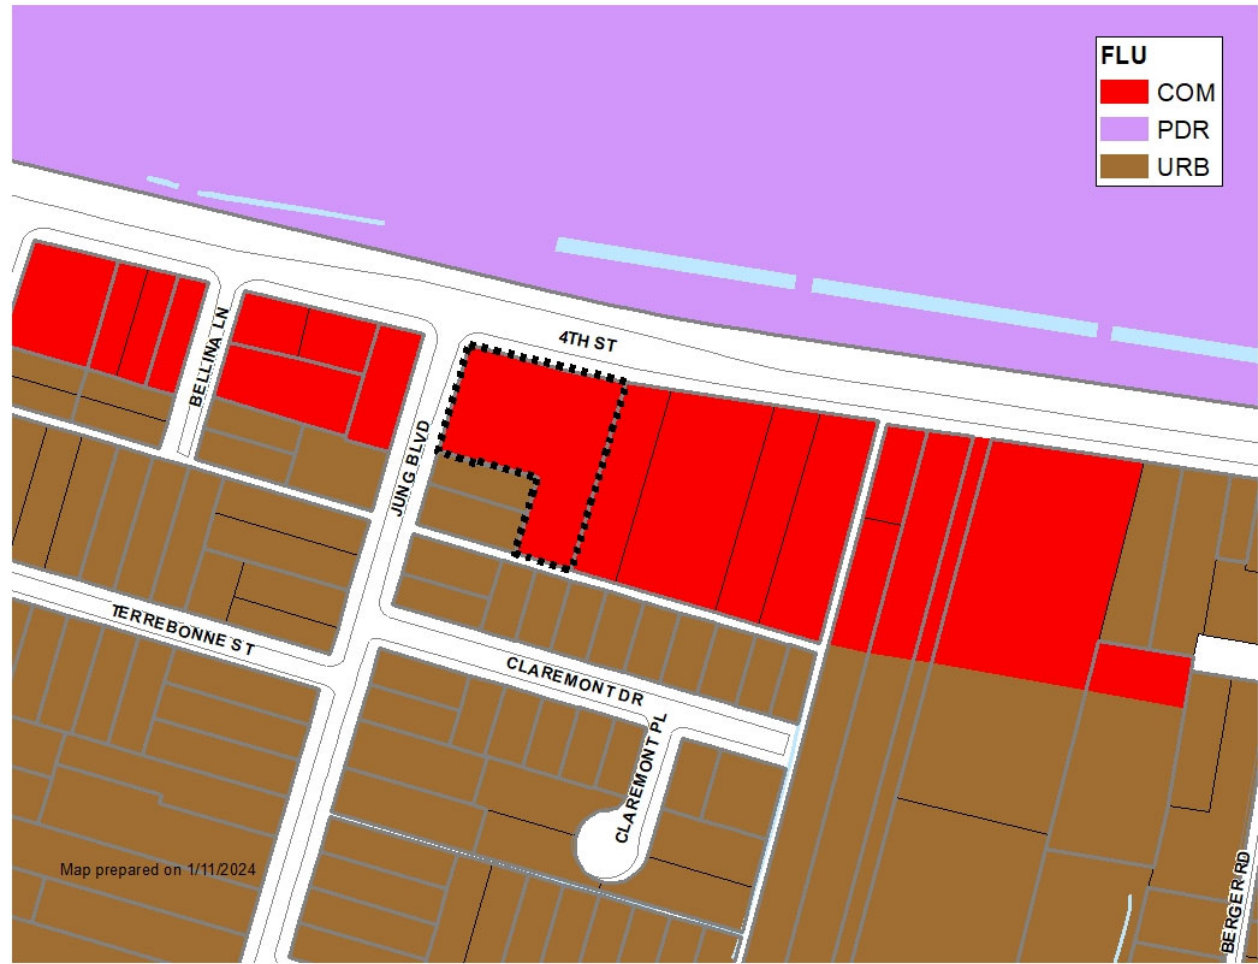 FLU
COM
PDR
URB
4TH ST
BELLINA LN
JUNG BLVD
TERREBONNE ST
CLAREMONT DR
CLAREMONT PL
Map prepared on 1/11/2024
BERGER RD